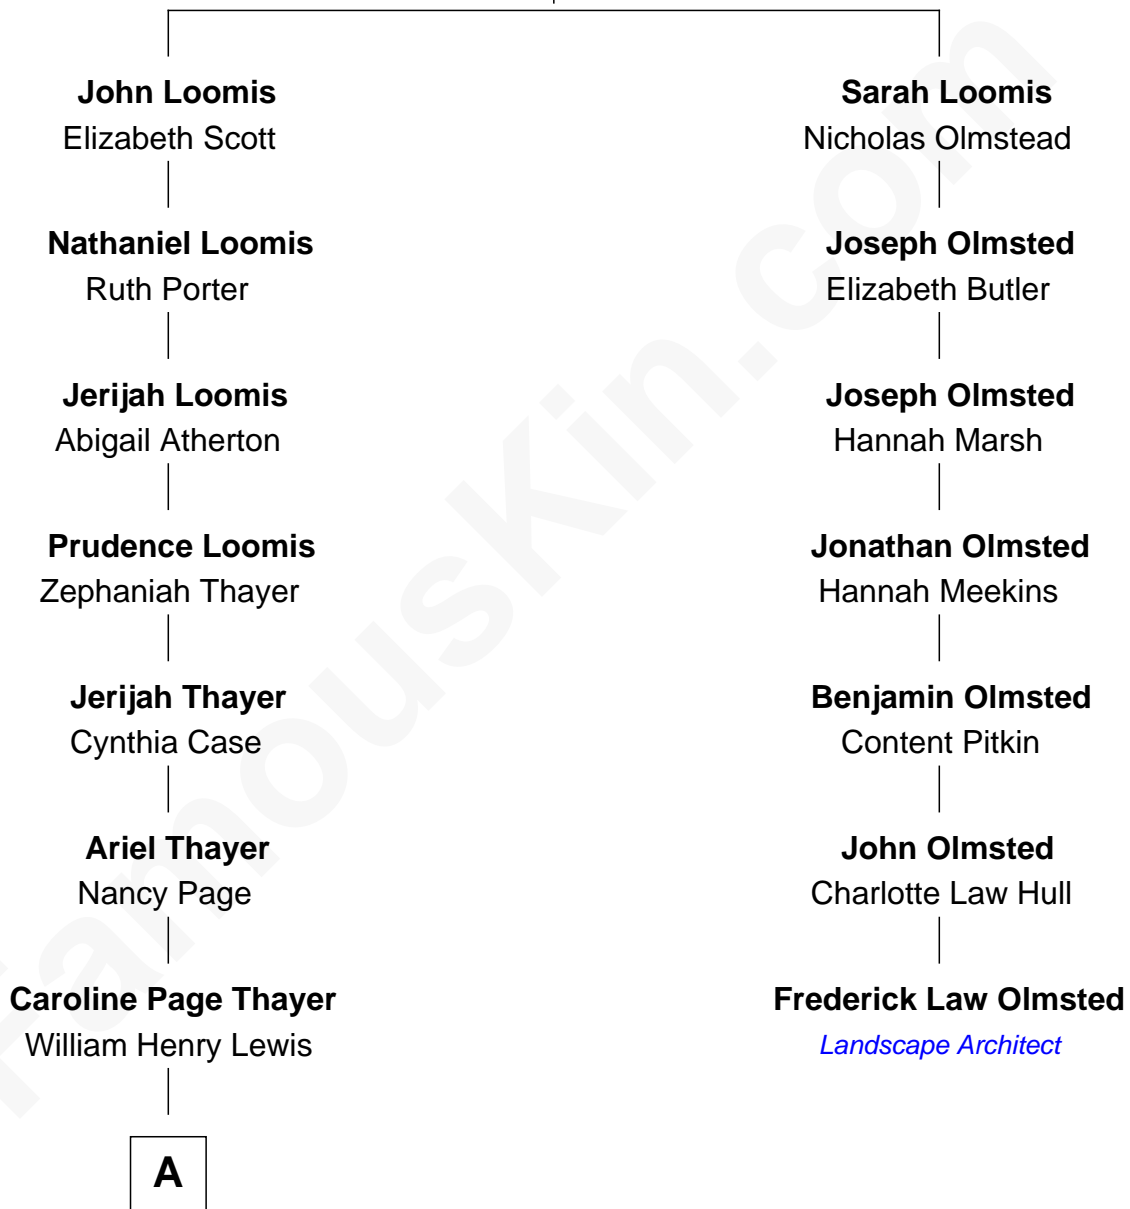 John Loomis
Elizabeth Scott
Nathaniel Loomis
Ruth Porter
Jerijah Loomis
Abigail Atherton
Prudence Loomis
Zephaniah Thayer
Jerijah Thayer
Cynthia Case
Ariel Thayer
Nancy Page
Caroline Page Thayer
William Henry Lewis
A
Sarah Loomis
Nicholas Olmstead
Joseph Olmsted
Elizabeth Butler
Joseph Olmsted
Hannah Marsh
Jonathan Olmsted
Hannah Meekins
Benjamin Olmsted
Content Pitkin
John Olmsted
Charlotte Law Hull
Frederick Law Olmsted
Landscape Architect
FamousKin.com